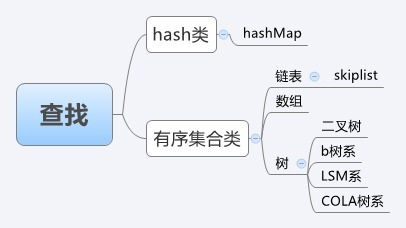 查找
hash类
hashMap
有序集合类
链表
skiplist
数组
树
二叉树
b树系
LSM系
COLA树系